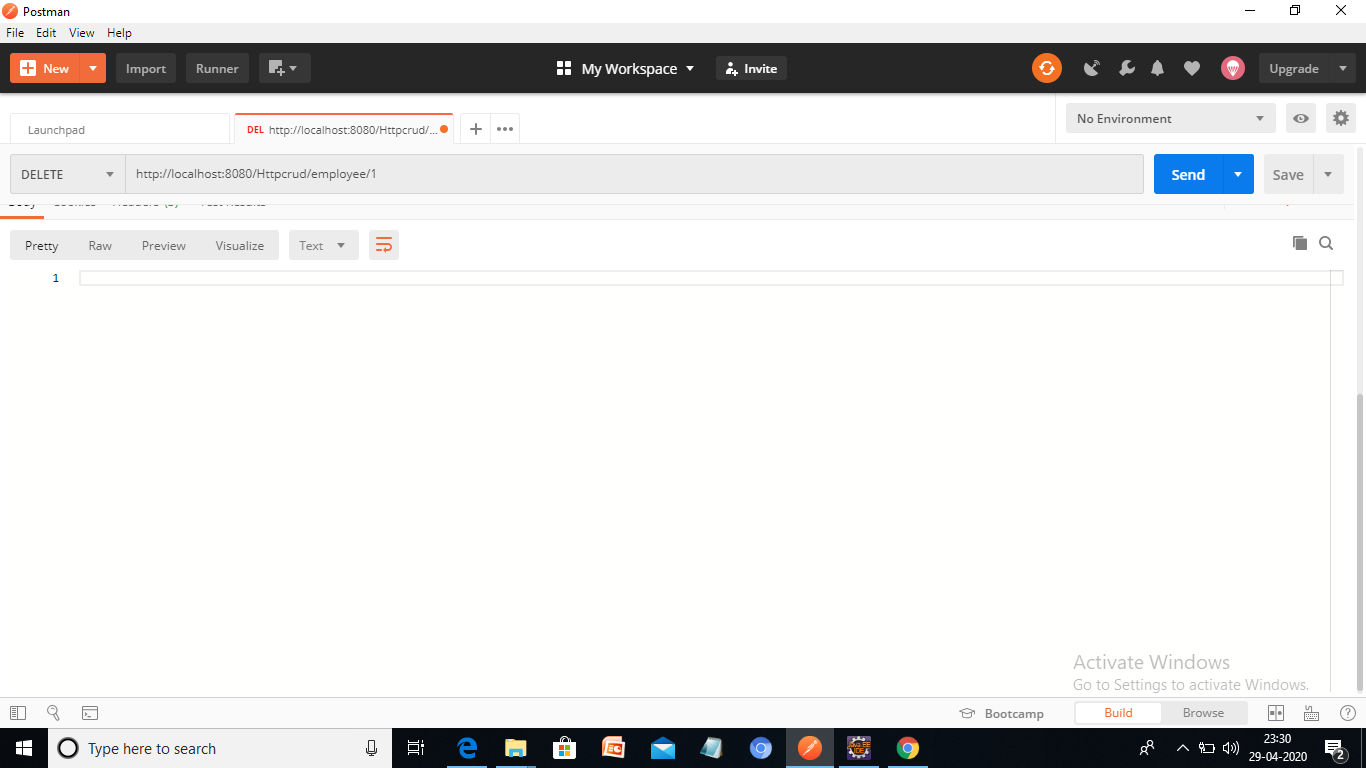 Postman
File Edit View Help
New Import Runner My Workspace Invite Upgrade
Launchpad DEL http://localhost:8080/Httpcrud/... No Environment
DELETE http://localhost:8080/Httpcrud/employee/1 Send Save
Pretty Raw Preview Visualize Text
1
Activate Windows
Go to Settings to activate Windows.
Bootcamp Build Browse
Type here to search 23:30
29-04-2020 2